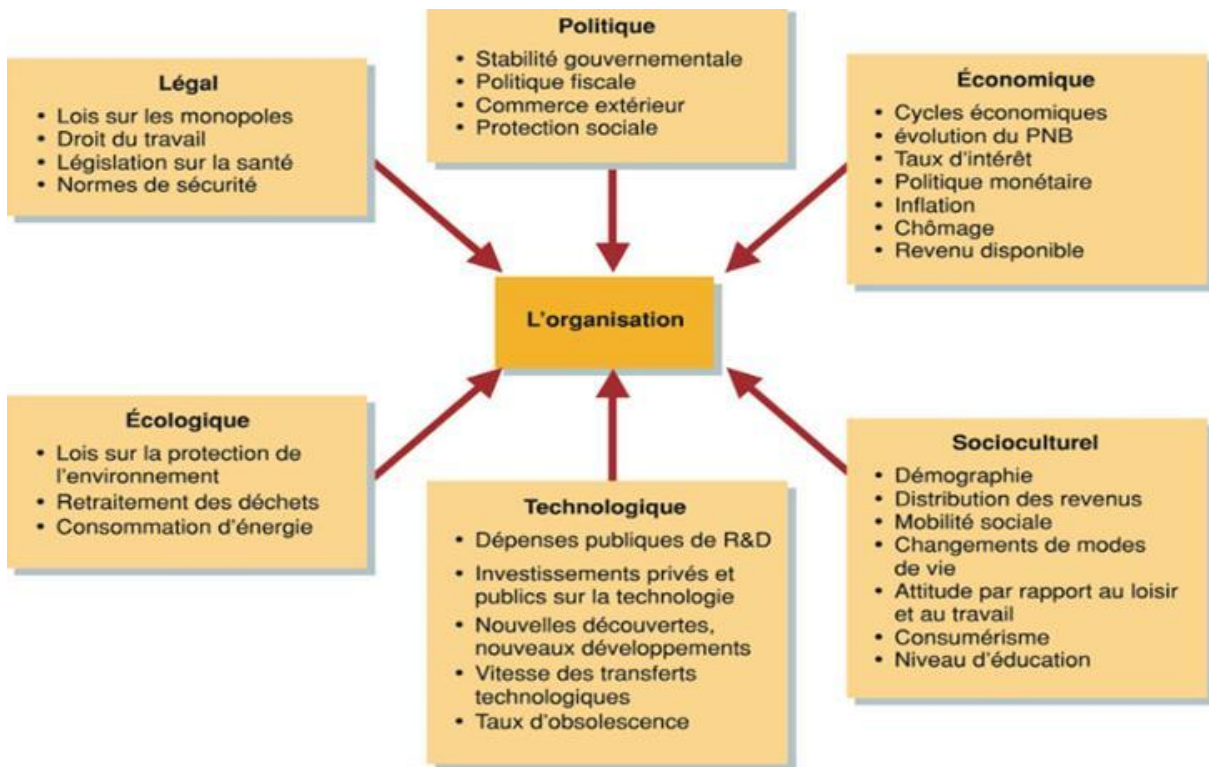 Politique
• Stabilité gouvernementale
• Politique fiscale
• Commerce extérieur
• Protection sociale
Légal
• Lois sur les monopoles
• Droit du travail
• Législation sur la santé
• Normes de sécurité
Économique
• Cycles économiques
• évolution du PNB
• Taux d'intérêt
• Politique monétaire
• Inflation
• Chômage
• Revenu disponible
L'organisation
Écologique
• Lois sur la protection de
l'environnement
• Retraitement des déchets
• Consommation d'énergie
Technologique
• Dépenses publiques de R&D
• Investissements privés et
publics sur la technologie
• Nouvelles découvertes,
nouveaux développements
• Vitesse des transferts
technologiques
• Taux d'obsolescence
Socioculturel
• Démographie
• Distribution des revenus
• Mobilité sociale
• Changements de modes
de vie
• Attitude par rapport au loisir
et au travail
• Consumérisme
• Niveau d'éducation